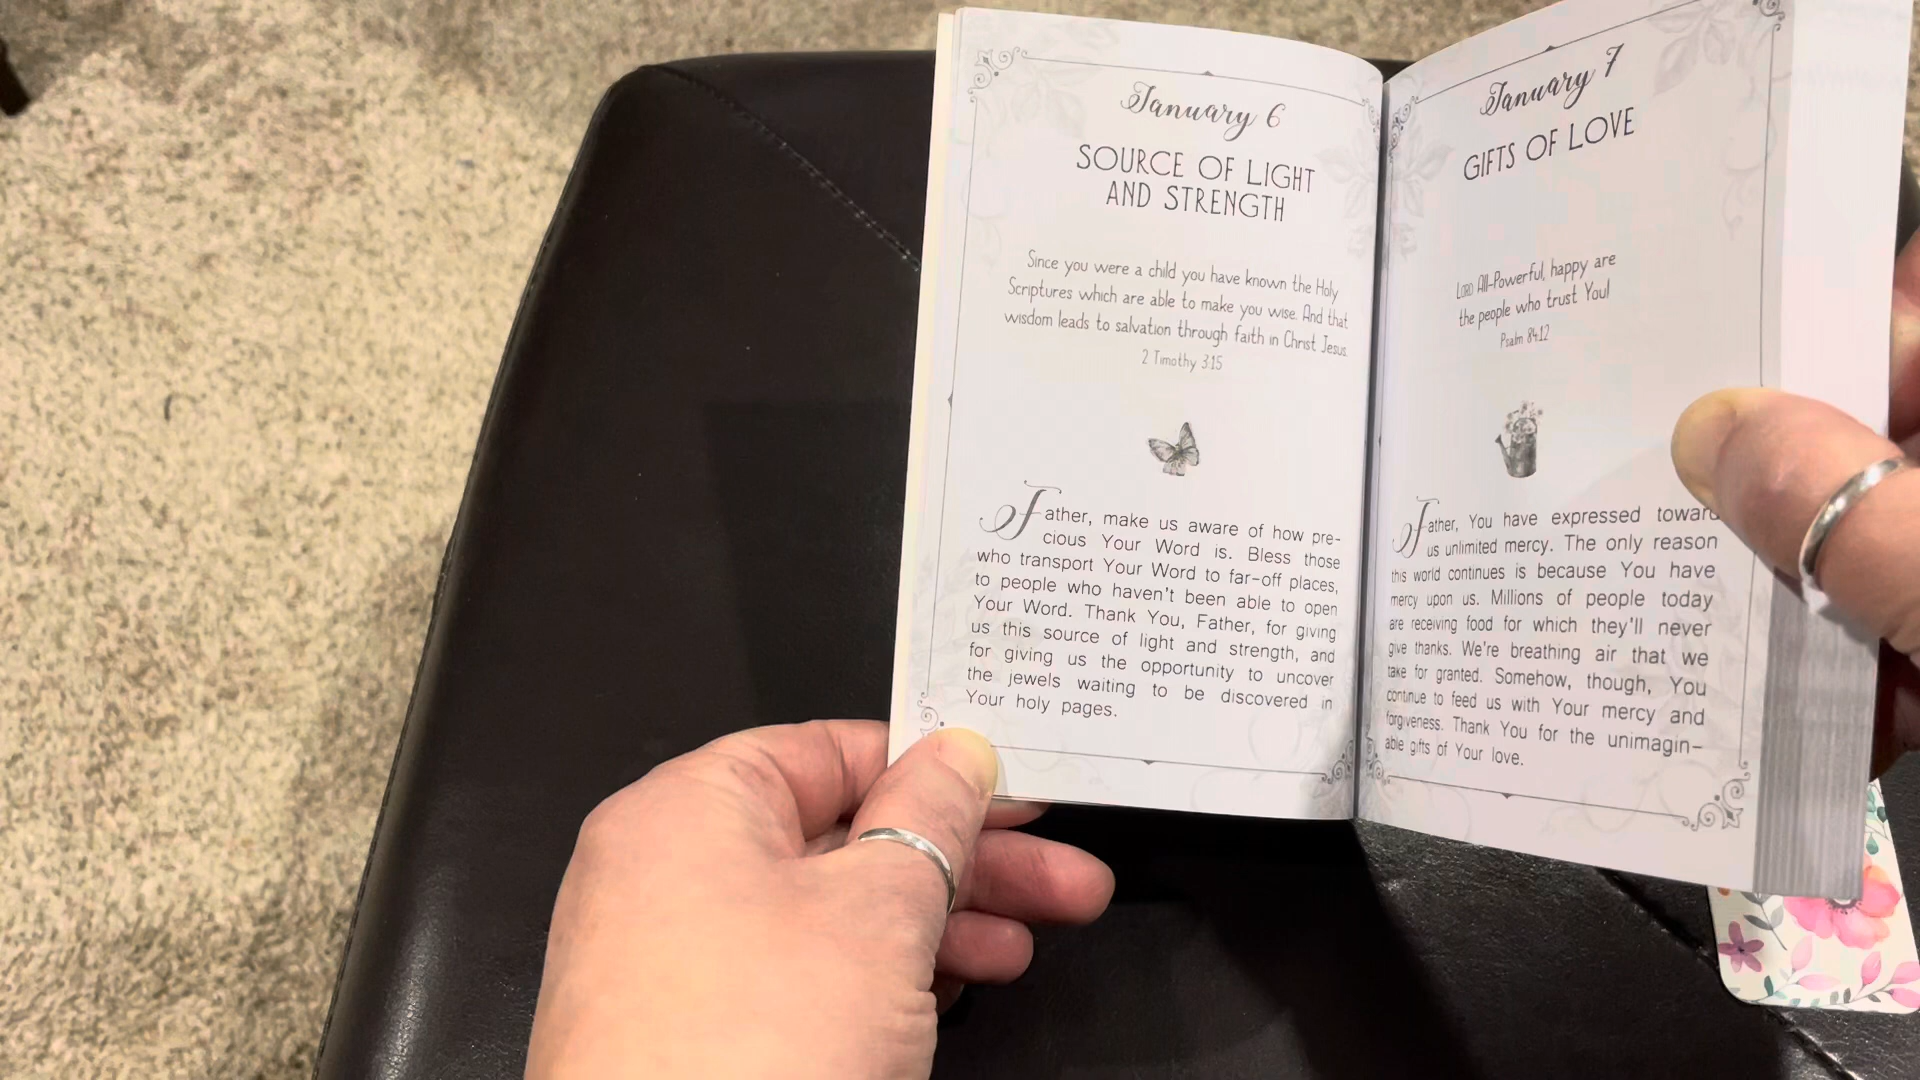 January 6
SOURCE OF LIGHT
AND STRENGTH
Since you were a child you have known the Holy
Scriptures which are able to make you wise. And that
wisdom leads to salvation through faith in Christ Jesus.
2 Timothy 3:15
Father, make us aware of how pre-
cious Your Word is. Bless those
who transport Your Word to far-off places,
to people who haven't been able to open
Your Word. Thank You, Father, for giving
us this source of light and strength, and
for giving us the opportunity to uncover
the jewels waiting to be discovered in
Your holy pages.
January 7
GIFTS OF LOVE
LORD All-Powerful, happy are
the people who trust You!
Psalm 84:12
Father, You have expressed toward
us unlimited mercy. The only reason
this world continues is because You have
mercy upon us. Millions of people today
are receiving food for which they'll never
give thanks. We're breathing air that we
take for granted. Somehow, though, You
continue to feed us with Your mercy and
forgiveness. Thank You for the unimagin-
able gifts of Your love.